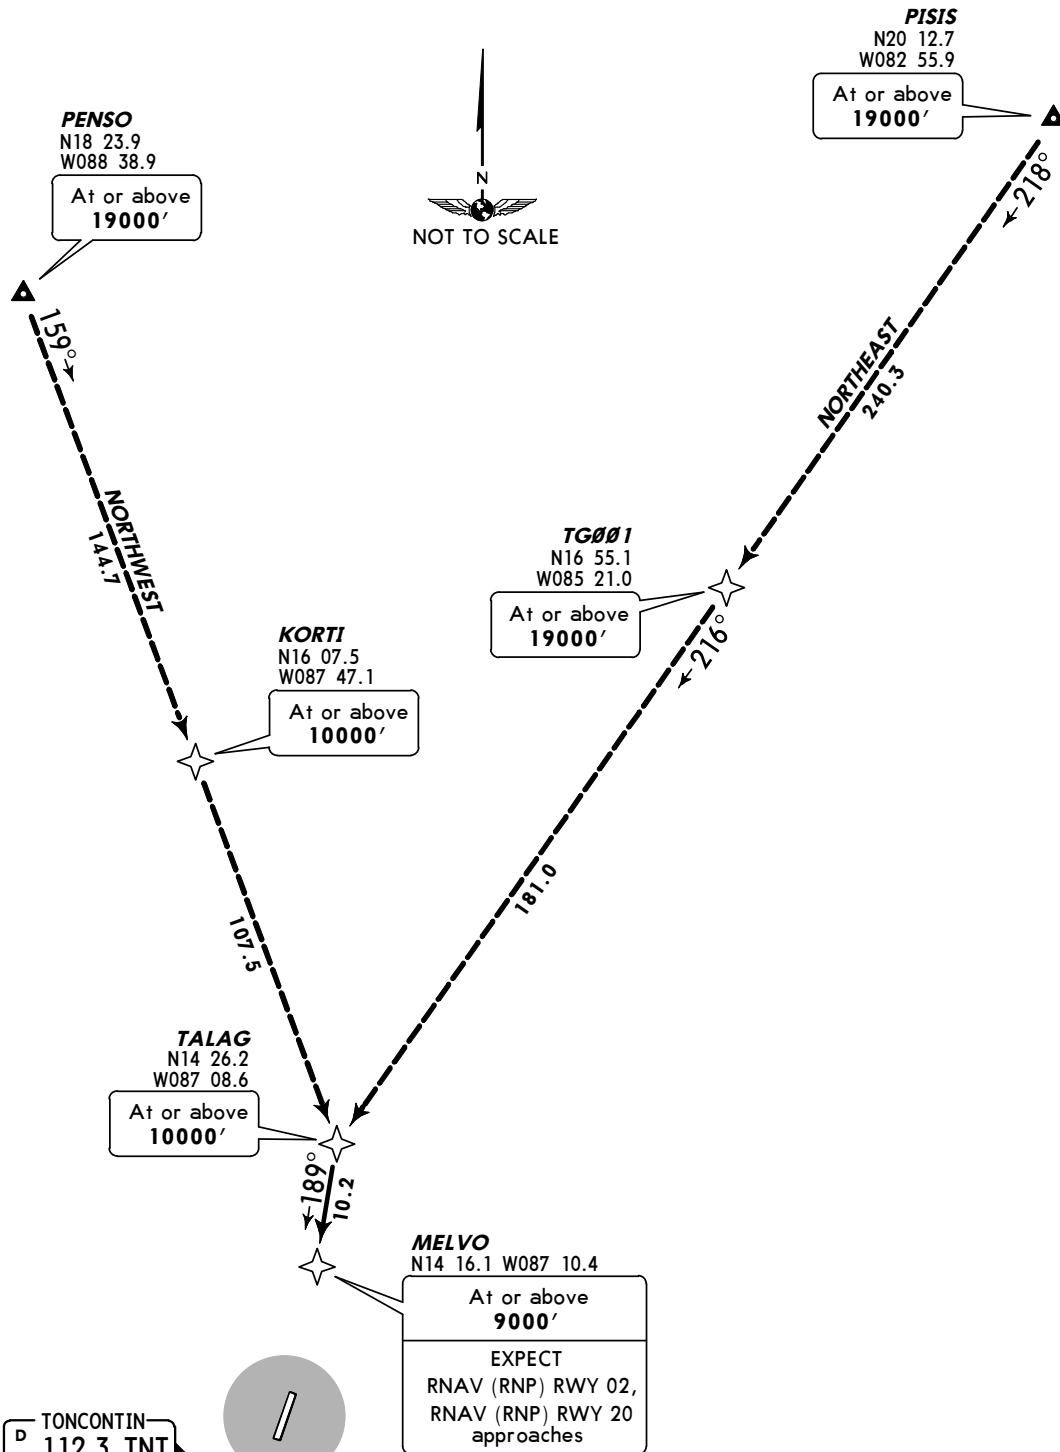 PISIS
N20 12.7
W082 55.9
At or above
19000′
PENSO
N18 23.9
W088 38.9
At or above
19000′
N
NOT TO SCALE
218°
159°
NORTHEAST
240.3
NORTHWEST
144.7
TGØØ1
N16 55.1
W085 21.0
At or above
19000′
216°
KORTI
N16 07.5
W087 47.1
At or above
10000′
181.0
107.5
TALAG
N14 26.2
W087 08.6
At or above
10000′
189°
10.2
MELVO
N14 16.1 W087 10.4
At or above
9000′
EXPECT
RNAV (RNP) RWY 02,
RNAV (RNP) RWY 20
approaches
TONCONTIN
D 112.3 TNT